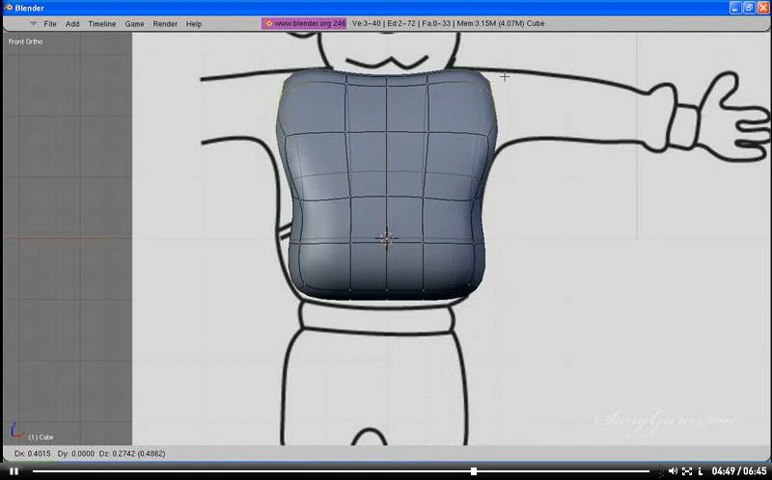 Blender
File Add Timeline Game Render Help
www.blender.org 246 Ve:3-40 | Ed:2-72 | Fa:0-33 | Mem:3.15M (4.07M) Cube
Front Ortho
(1) Cube
Dx: 0.4015 Dy: 0.0000 Dz: 0.2742 (0.4862)
04:49 / 06:45